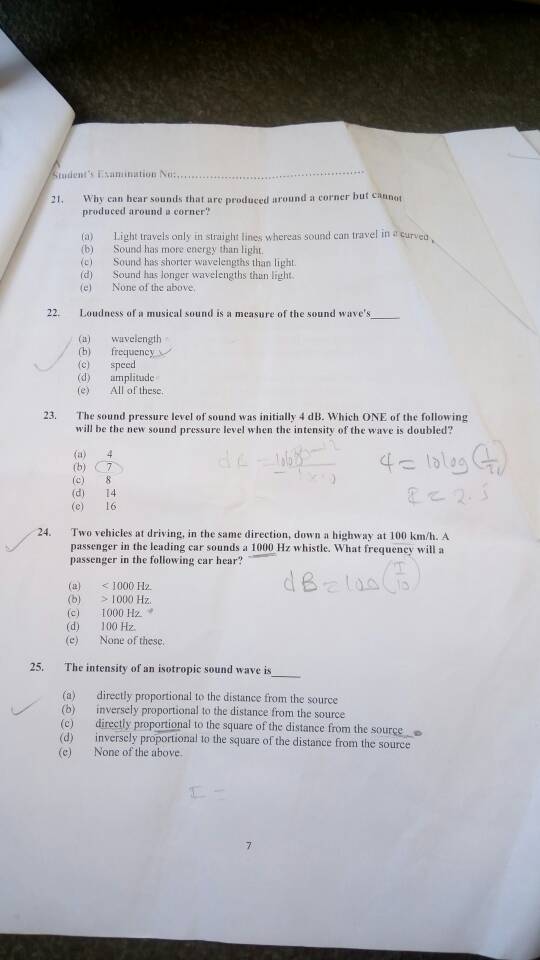 Student's Examination No:...............................................
21. Why can hear sounds that are produced around a corner but cannot
produced around a corner?
(a) Light travels only in straight lines whereas sound can travel in a curved
(b) Sound has more energy than light.
(c) Sound has shorter wavelengths than light.
(d) Sound has longer wavelengths than light.
(e) None of the above.
22. Loudness of a musical sound is a measure of the sound wave's_____
(a) wavelength
(b) frequency
(c) speed
(d) amplitude
(e) All of these.
23. The sound pressure level of sound was initially 4 dB. Which ONE of the following
will be the new sound pressure level when the intensity of the wave is doubled?
(a) 4
(b) 7
(c) 8
(d) 14
(e) 16
4 = 10log
24. Two vehicles at driving, in the same direction, down a highway at 100 km/h. A
passenger in the leading car sounds a 1000 Hz whistle. What frequency will a
passenger in the following car hear?
(a) < 1000 Hz.
(b) > 1000 Hz.
(c) 1000 Hz.
(d) 100 Hz.
(e) None of these.
dB =
25. The intensity of an isotropic sound wave is_____
(a) directly proportional to the distance from the source
(b) inversely proportional to the distance from the source
(c) directly proportional to the square of the distance from the source
(d) inversely proportional to the square of the distance from the source
(e) None of the above.
I =
7